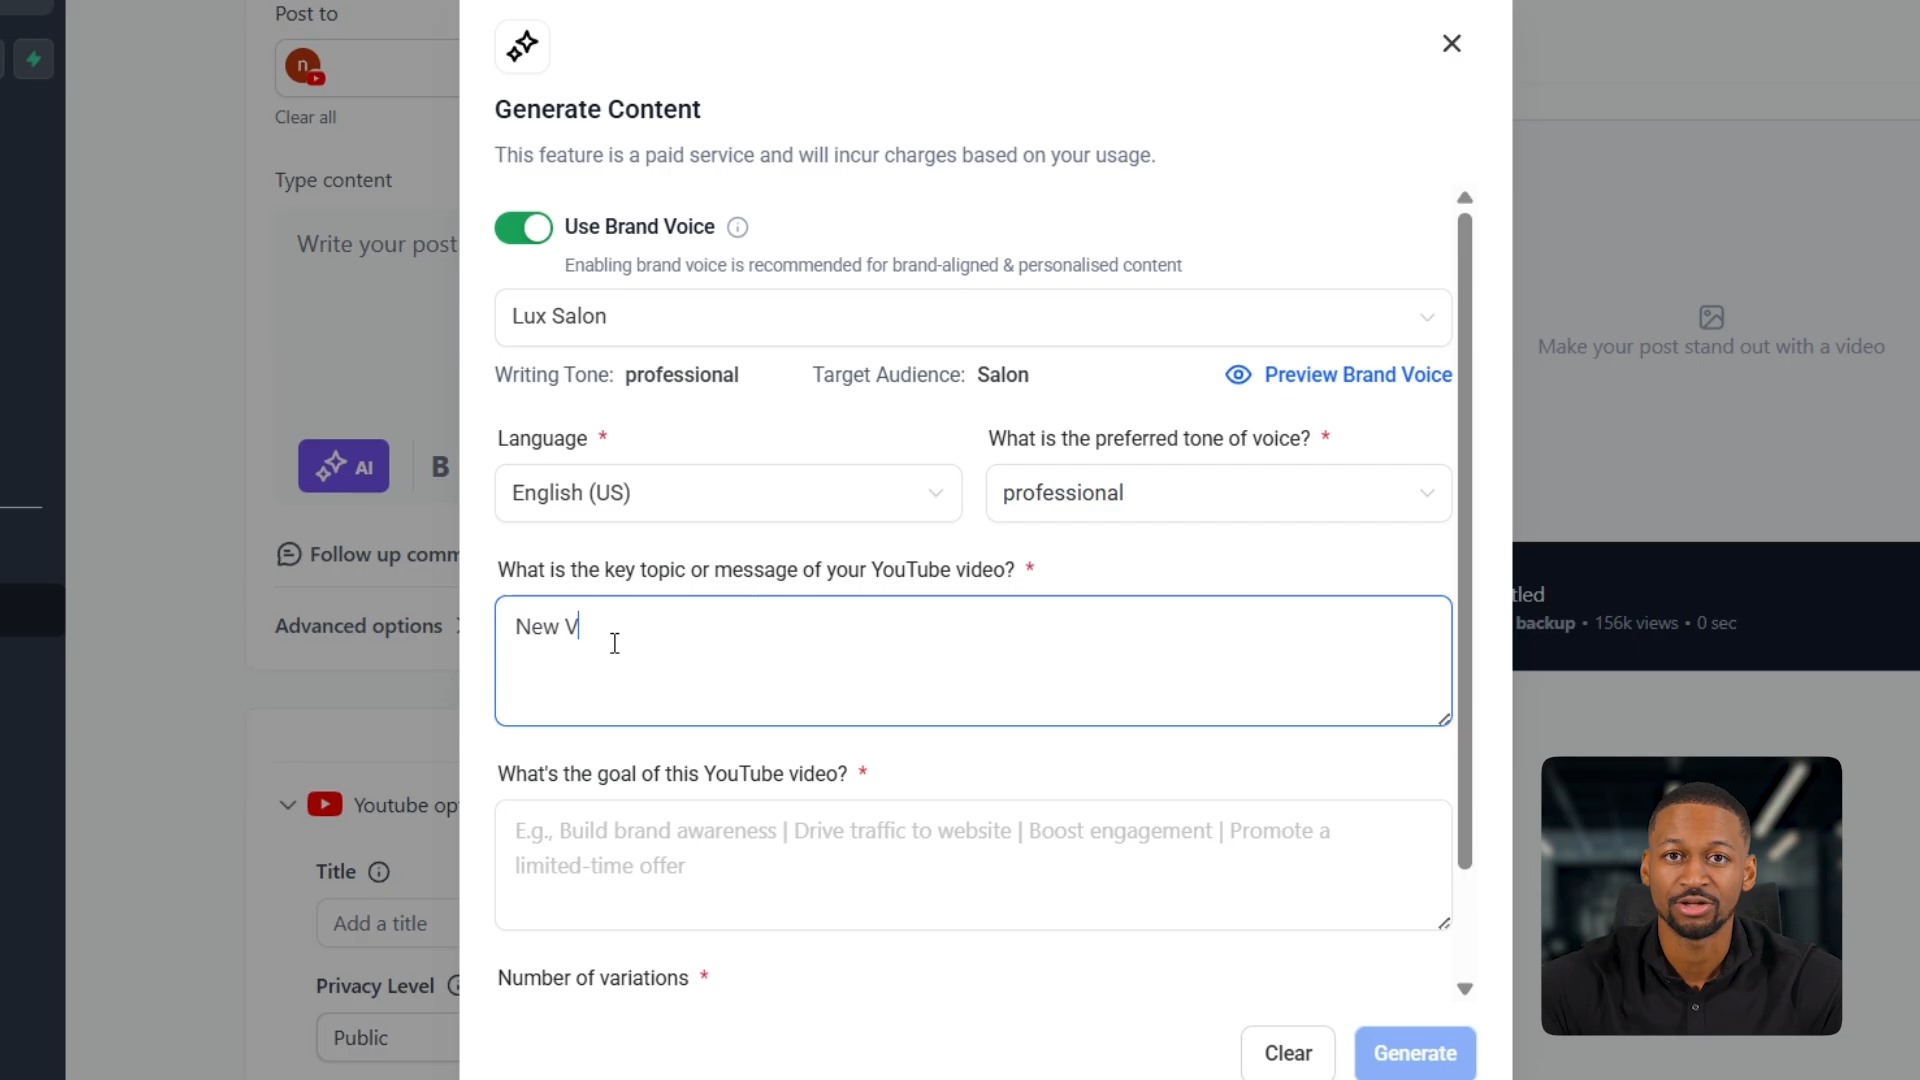 Post to
n
Clear all
Type content
Write your post
AI
B
Follow up comm
Advanced options
Youtube op
Title
Add a title
Privacy Level
Public
Generate Content
This feature is a paid service and will incur charges based on your usage.
Use Brand Voice
Enabling brand voice is recommended for brand-aligned & personalised content
Lux Salon
Writing Tone: professional Target Audience: Salon Preview Brand Voice
Language * What is the preferred tone of voice? *
English (US) professional
What is the key topic or message of your YouTube video? *
New V
What's the goal of this YouTube video? *
E.g., Build brand awareness | Drive traffic to website | Boost engagement | Promote a
limited-time offer
Number of variations *
Clear Generate
Make your post stand out with a video
tled
backup • 156k views • 0 sec